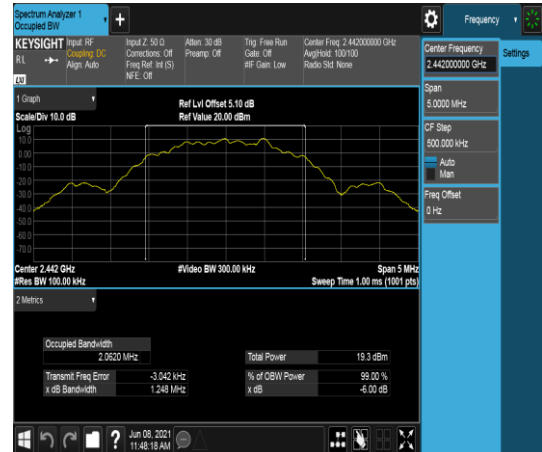 Spectrum Analyzer 1
Occupied BW
+
Frequency
KEYSIGHT
R L
LXI
Input: RF
Coupling: DC
Align: Auto
Input Z: 50 Ω
Corrections: Off
Freq Ref: Int (S)
NFE: Off
Atten: 30 dB
Preamp: Off
Trig: Free Run
Gate: Off
#IF Gain: Low
Center Freq: 2.442000000 GHz
Avg|Hold: 100/100
Radio Std: None
Center Frequency
2.442000000 GHz
Settings
Span
5.0000 MHz
CF Step
500.000 kHz
Auto
Man
Freq Offset
0 Hz
1 Graph
Scale/Div 10.0 dB
Ref Lvl Offset 5.10 dB
Ref Value 20.00 dBm
Log
10.0
0.00
-10.0
-20.0
-30.0
-40.0
-50.0
-60.0
-70.0
Center 2.442 GHz
#Res BW 100.00 kHz
#Video BW 300.00 kHz
Span 5 MHz
Sweep Time 1.00 ms (1001 pts)
2 Metrics
Occupied Bandwidth
2.0620 MHz
Total Power
19.3 dBm
Transmit Freq Error
-3.042 kHz
% of OBW Power
99.00 %
x dB Bandwidth
1.248 MHz
x dB
-6.00 dB
?
Jun 08, 2021
11:48:18 AM